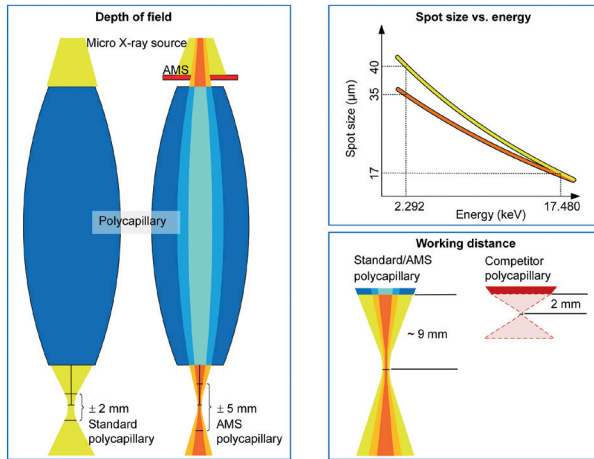 Depth of field
Micro X-ray source
AMS
Polycapillary
± 2 mm
Standard
polycapillary
± 5 mm
AMS
polycapillary
Spot size vs. energy
Spot size (µm)
40
35
17
2.292
Energy (keV)
17.480
Working distance
Standard/AMS
polycapillary
Competitor
polycapillary
2 mm
~ 9 mm